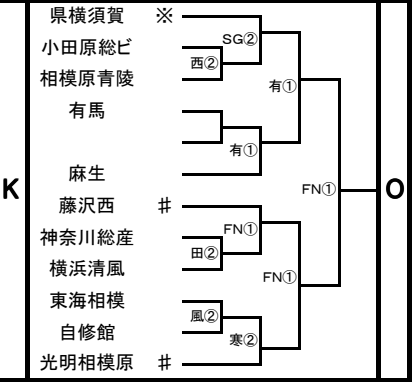 県横須賀 ※
SG②
小田原総ビ
西②
相模原青陵
有①
有馬
有①
麻生
K
FN①
O
藤沢西 ♯
FN①
神奈川総産
田②
横浜清風
FN①
東海相模
風②
自修館
寒②
光明相模原 ♯